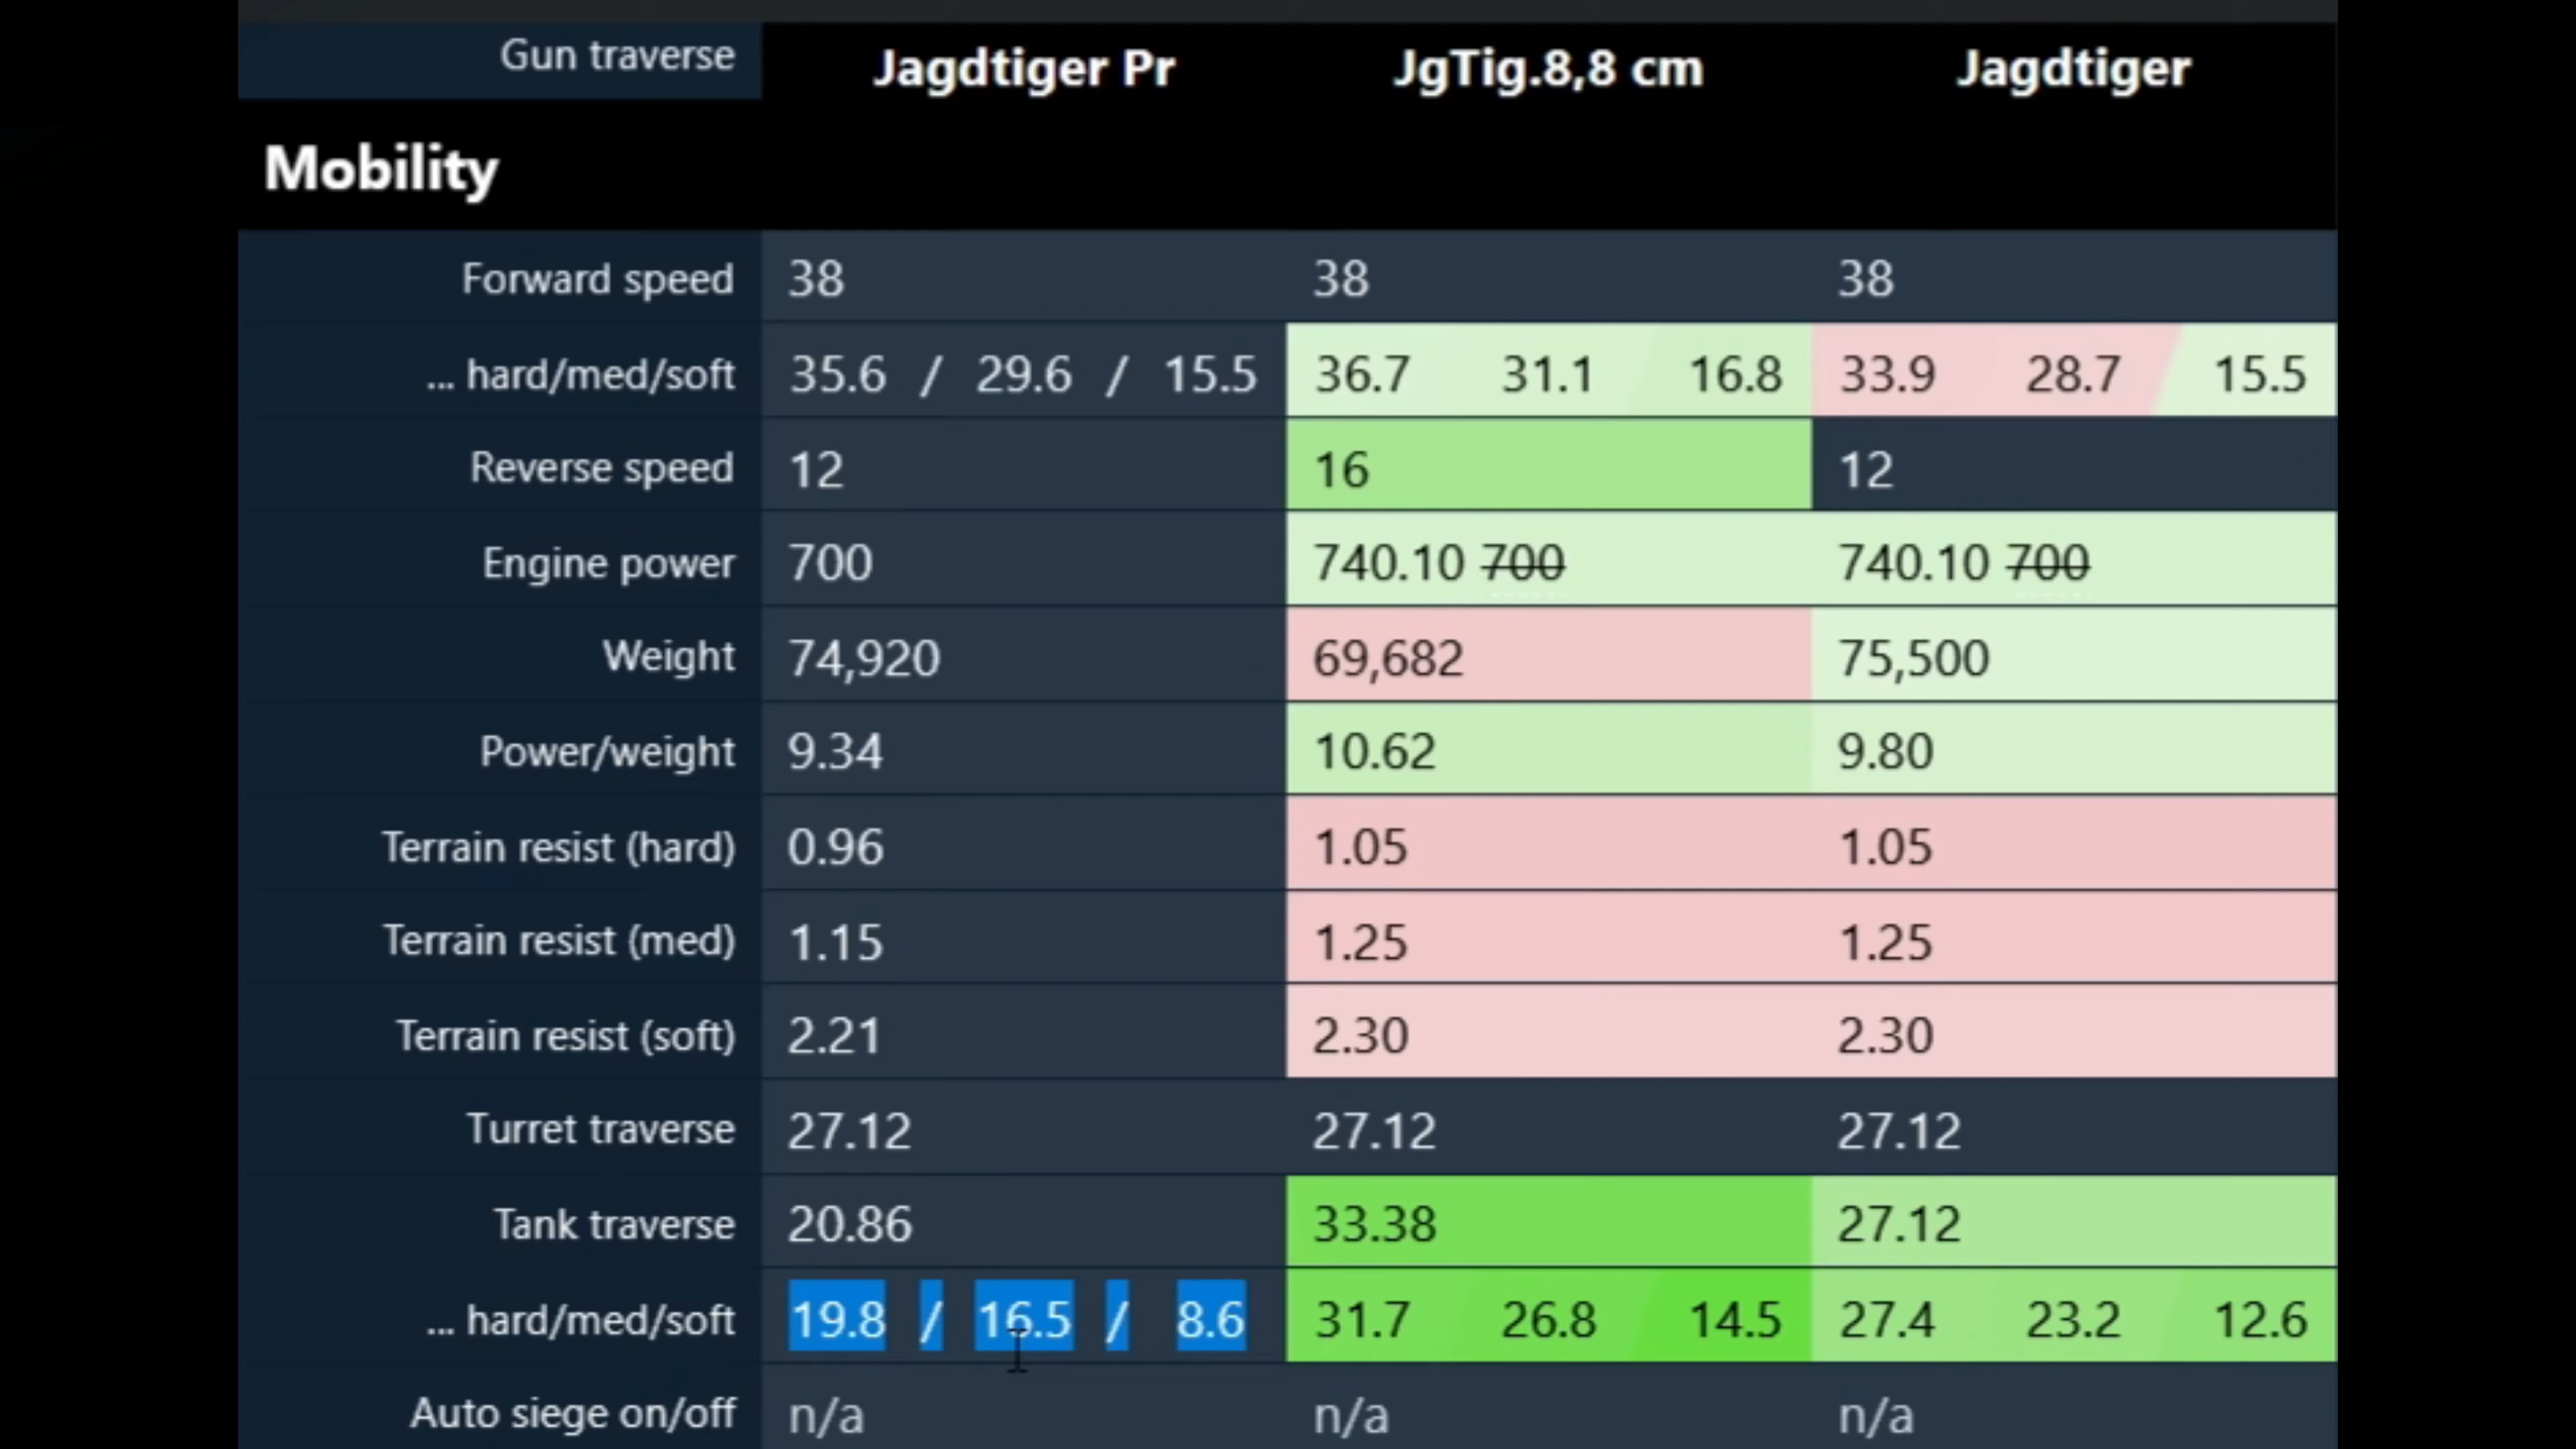 Gun traverse Jagdtiger Pr JgTig.8,8 cm Jagdtiger
Mobility
Forward speed 38 38 38
... hard/med/soft 35.6 / 29.6 / 15.5 36.7 31.1 16.8 33.9 28.7 15.5
Reverse speed 12 16 12
Engine power 700 740.10 700 740.10 700
Weight 74,920 69,682 75,500
Power/weight 9.34 10.62 9.80
Terrain resist (hard) 0.96 1.05 1.05
Terrain resist (med) 1.15 1.25 1.25
Terrain resist (soft) 2.21 2.30 2.30
Turret traverse 27.12 27.12 27.12
Tank traverse 20.86 33.38 27.12
... hard/med/soft 19.8 / 16.5 / 8.6 31.7 26.8 14.5 27.4 23.2 12.6
Auto siege on/off n/a n/a n/a